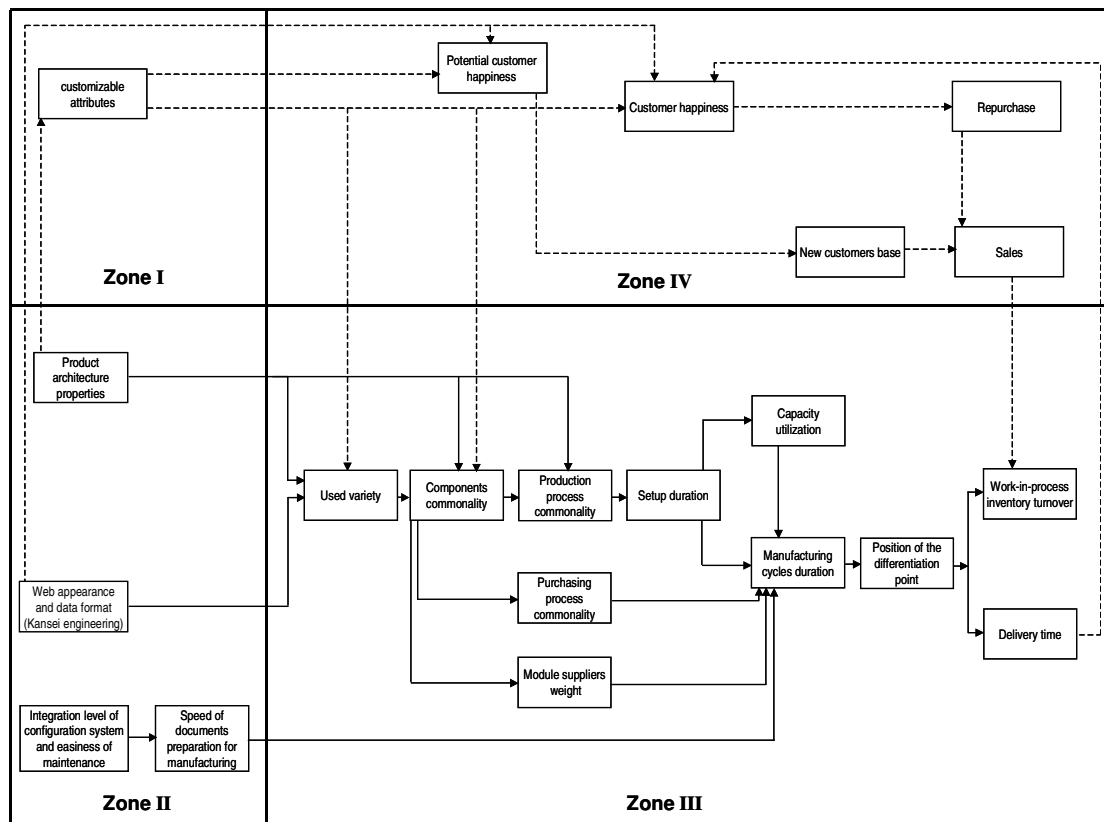 Potential customer
happiness
customizable
attributes
Customer happiness
Repurchase
New customers base
Sales
Zone I
Zone IV
Product
architecture
properties
Capacity
utilization
Used variety
Components
commonality
Production
process
commonality
Setup duration
Work-in-process
inventory turnover
Manufacturing
cycles duration
Position of the
differentiation
point
Web appearance
and data format
(Kansei engineering)
Purchasing
process
commonality
Delivery time
Module suppliers
weight
Integration level of
configuration system
and easiness of
maintenance
Speed of
documents
preparation for
manufacturing
Zone II
Zone III